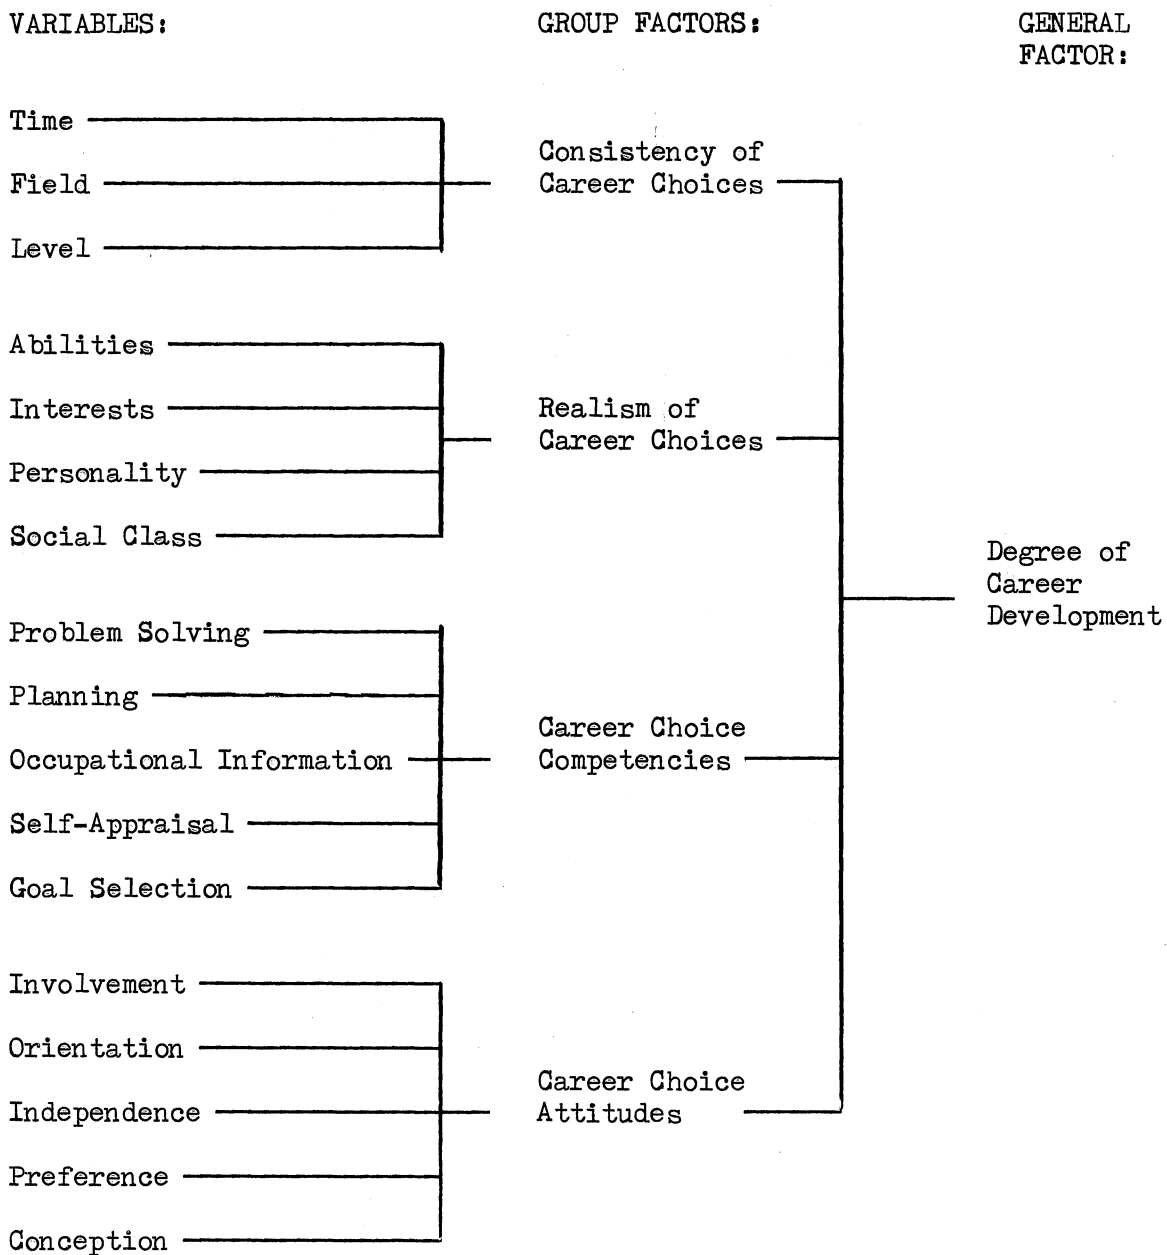 VARIABLES:
GROUP FACTORS:
GENERAL
FACTOR:
Time
Field
Level
Consistency of
Career Choices
Abilities
Interests
Personality
Social Class
Realism of
Career Choices
Problem Solving
Planning
Occupational Information
Self-Appraisal
Goal Selection
Career Choice
Competencies
Involvement
Orientation
Independence
Preference
Conception
Career Choice
Attitudes
Degree of
Career
Development